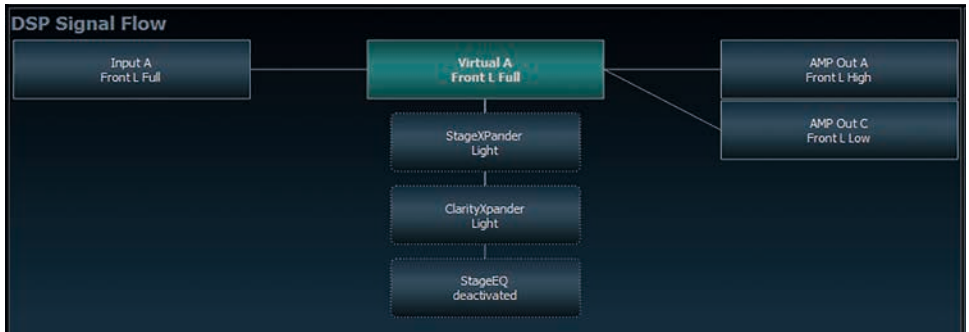 DSP Signal Flow
Input A
Front L Full
Virtual A
Front L Full
AMP Out A
Front L High
AMP Out C
Front L Low
StageXPander
Light
ClarityXpander
Light
StageEQ
deactivated